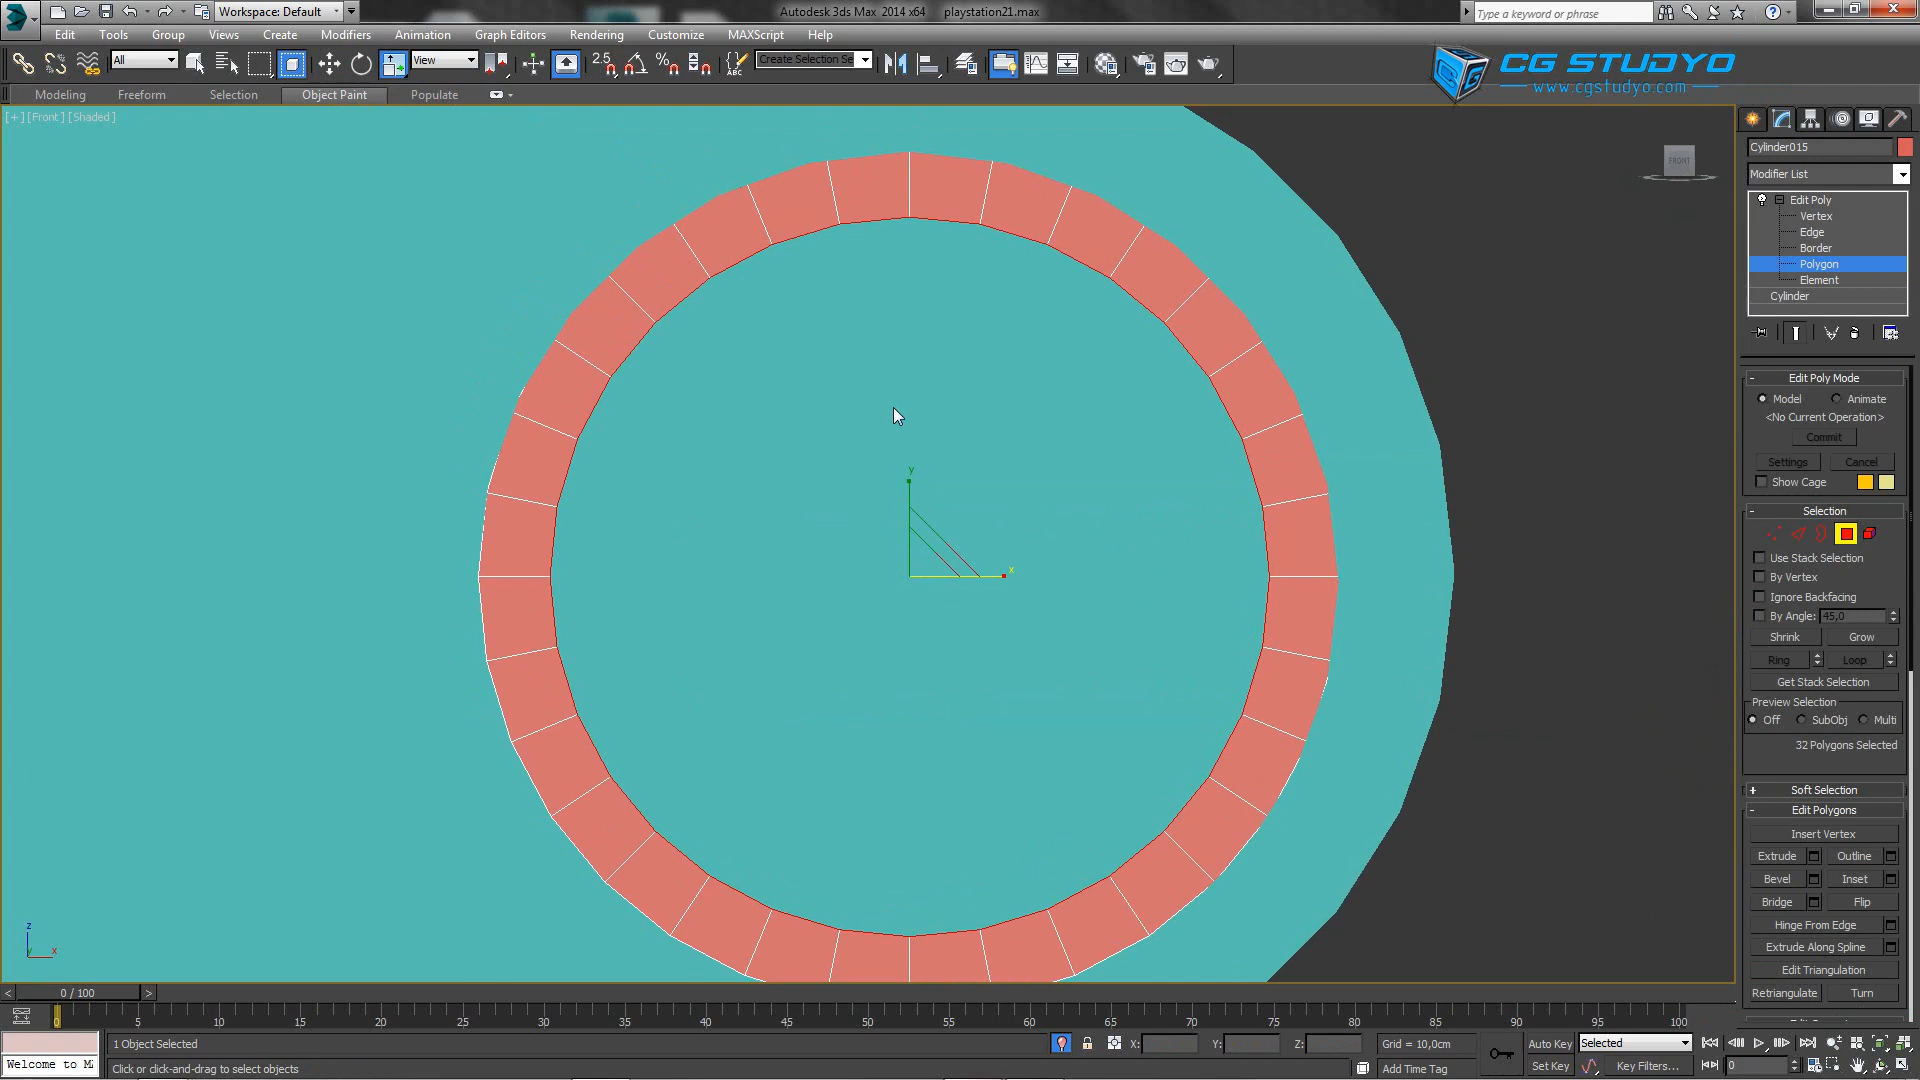 Workspace: Default
Autodesk 3ds Max 2014 x64
playstation21.max
Type a keyword or phrase
Edit
Tools
Group
Views
Create
Modifiers
Animation
Graph Editors
Rendering
Customize
MAXScript
Help
All
View
2.5
Create Selection Se
CG STUDYO
www.cgstudyo.com
Modeling
Freeform
Selection
Object Paint
Populate
[+] [Front] [Shaded]
FRONT
Cylinder015
Modifier List
Edit Poly
Vertex
Edge
Border
Polygon
Element
Cylinder
Edit Poly Mode
Model
Animate
<No Current Operation>
Commit
Settings
Cancel
Show Cage
Selection
Use Stack Selection
By Vertex
Ignore Backfacing
By Angle: 45,0
Shrink
Grow
Ring
Loop
Get Stack Selection
Preview Selection
Off
SubObj
Multi
32 Polygons Selected
Soft Selection
Edit Polygons
Insert Vertex
Extrude
Outline
Bevel
Inset
Bridge
Flip
Hinge From Edge
Extrude Along Spline
Edit Triangulation
Retriangulate
Turn
y
x
z
y
x
0 / 100
0 5 10 15 20 25 30 35 40 45 50 55 60 65 70 75 80 85 90 95 100
1 Object Selected
X:
Y:
Z:
Grid = 10,0cm
Auto Key
Selected
Welcome to M
Click or click-and-drag to select objects
Add Time Tag
Set Key
Key Filters...
0